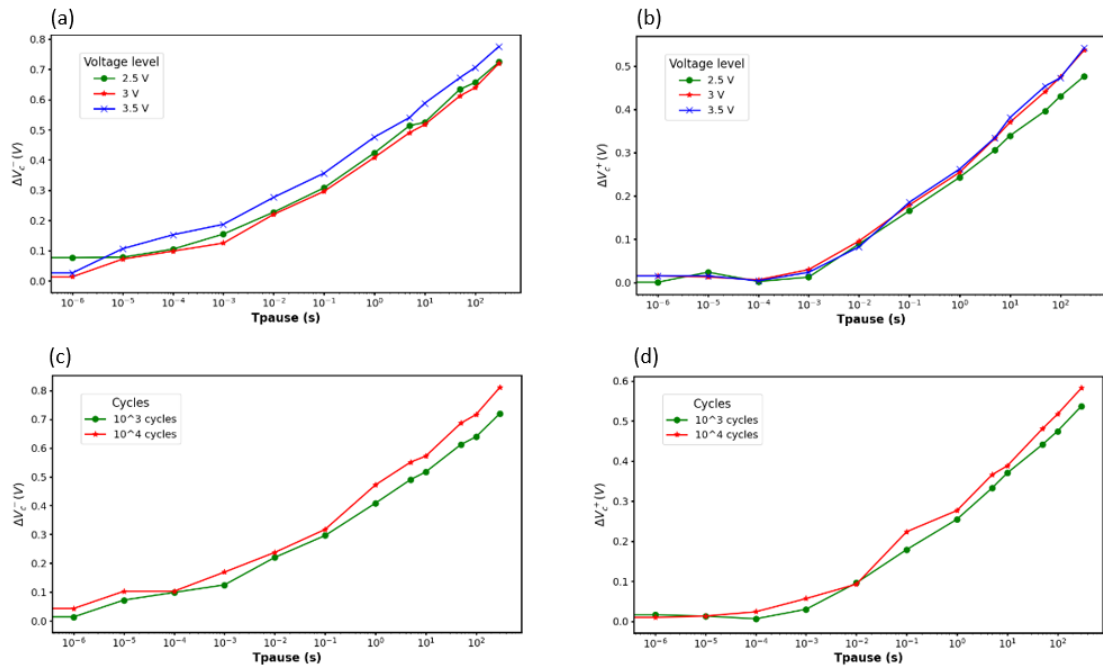 (a)
0.8
0.7
0.6
0.5
0.4
0.3
0.2
0.1
0.0
ΔV_c^-(V)
Voltage level
2.5 V
3 V
3.5 V
10^-6 10^-5 10^-4 10^-3 10^-2 10^-1 10^0 10^1 10^2
Tpause (s)
(b)
0.5
0.4
0.3
0.2
0.1
0.0
ΔV_c^+(V)
Voltage level
2.5 V
3 V
3.5 V
10^-6 10^-5 10^-4 10^-3 10^-2 10^-1 10^0 10^1 10^2
Tpause (s)
(c)
0.8
0.7
0.6
0.5
0.4
0.3
0.2
0.1
0.0
ΔV_c^-(V)
Cycles
10^3 cycles
10^4 cycles
10^-6 10^-5 10^-4 10^-3 10^-2 10^-1 10^0 10^1 10^2
Tpause (s)
(d)
0.6
0.5
0.4
0.3
0.2
0.1
0.0
ΔV_c^+(V)
Cycles
10^3 cycles
10^4 cycles
10^-6 10^-5 10^-4 10^-3 10^-2 10^-1 10^0 10^1 10^2
Tpause (s)